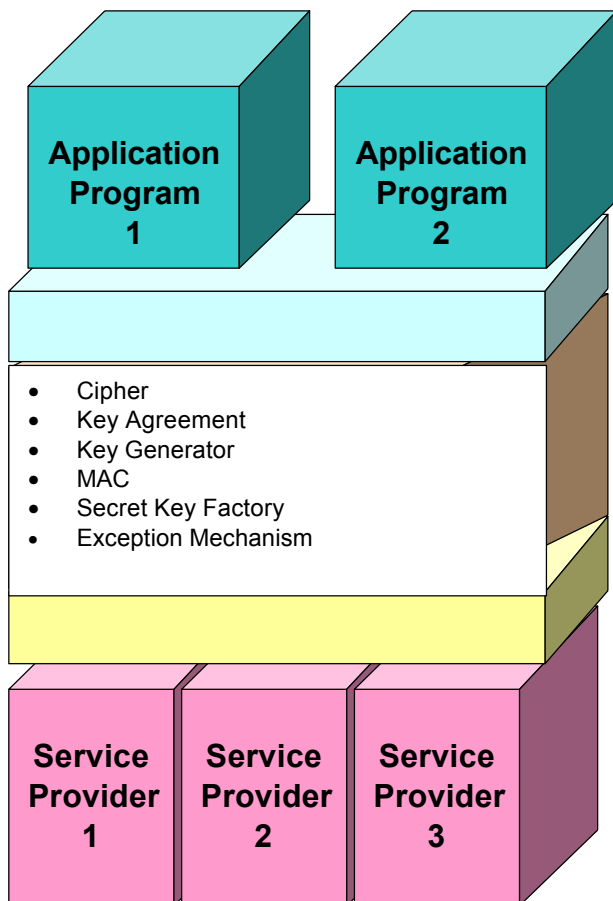 Application
Program
1
Application
Program
2
• Cipher
• Key Agreement
• Key Generator
• MAC
• Secret Key Factory
• Exception Mechanism
Service
Provider
1
Service
Provider
2
Service
Provider
3